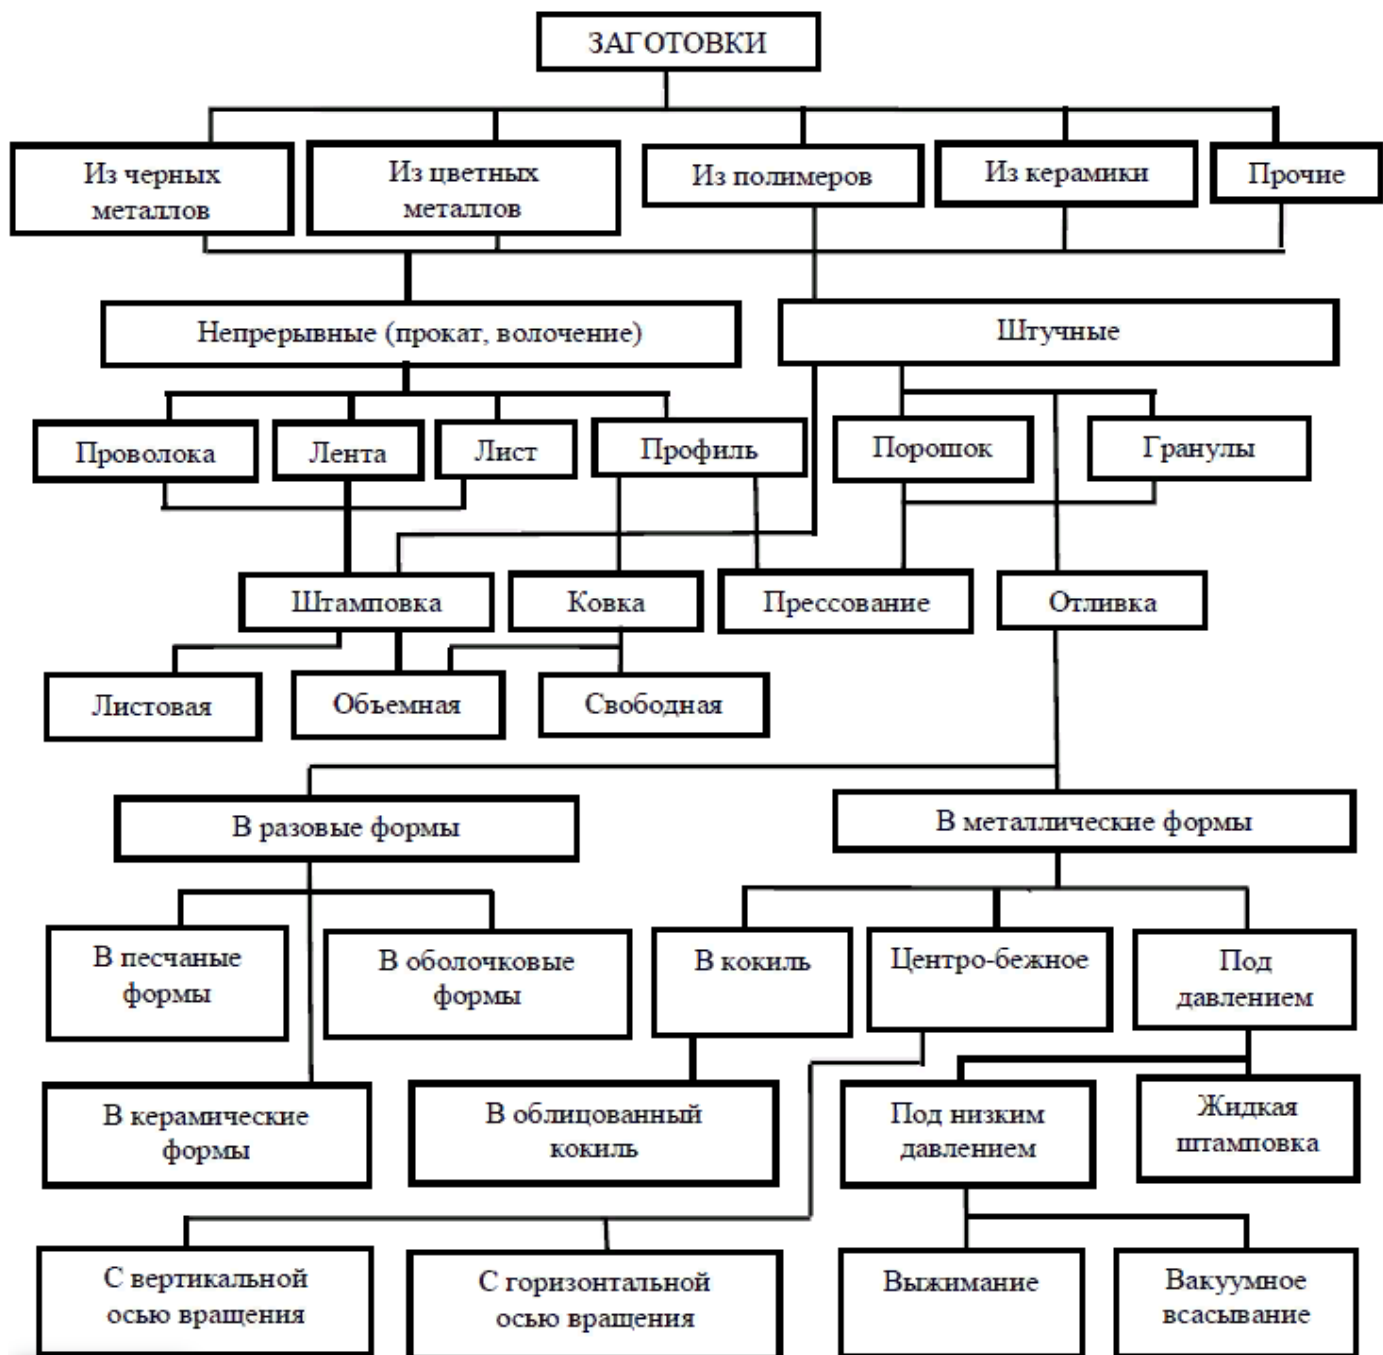 ЗАГОТОВКИ
Из черных
металлов
Из цветных
металлов
Из полимеров
Из керамики
Прочие
Непрерывные (прокат, волочение)
Штучные
Проволока
Лента
Лист
Профиль
Порошок
Гранулы
Штамповка
Ковка
Прессование
Отливка
Листовая
Объемная
Свободная
В разовые формы
В металлические формы
В песчаные
формы
В оболочковые
формы
В кокиль
Центро-бежное
Под
давлением
В керамические
формы
В облицованный
кокиль
Под низким
давлением
Жидкая
штамповка
С вертикальной
осью вращения
С горизонтальной
осью вращения
Выжимание
Вакуумное
всасывание